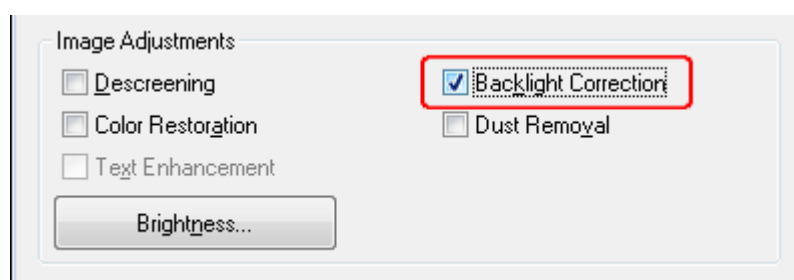 Image Adjustments
Descreening
Backlight Correction
Color Restoration
Dust Removal
Text Enhancement
Brightness...